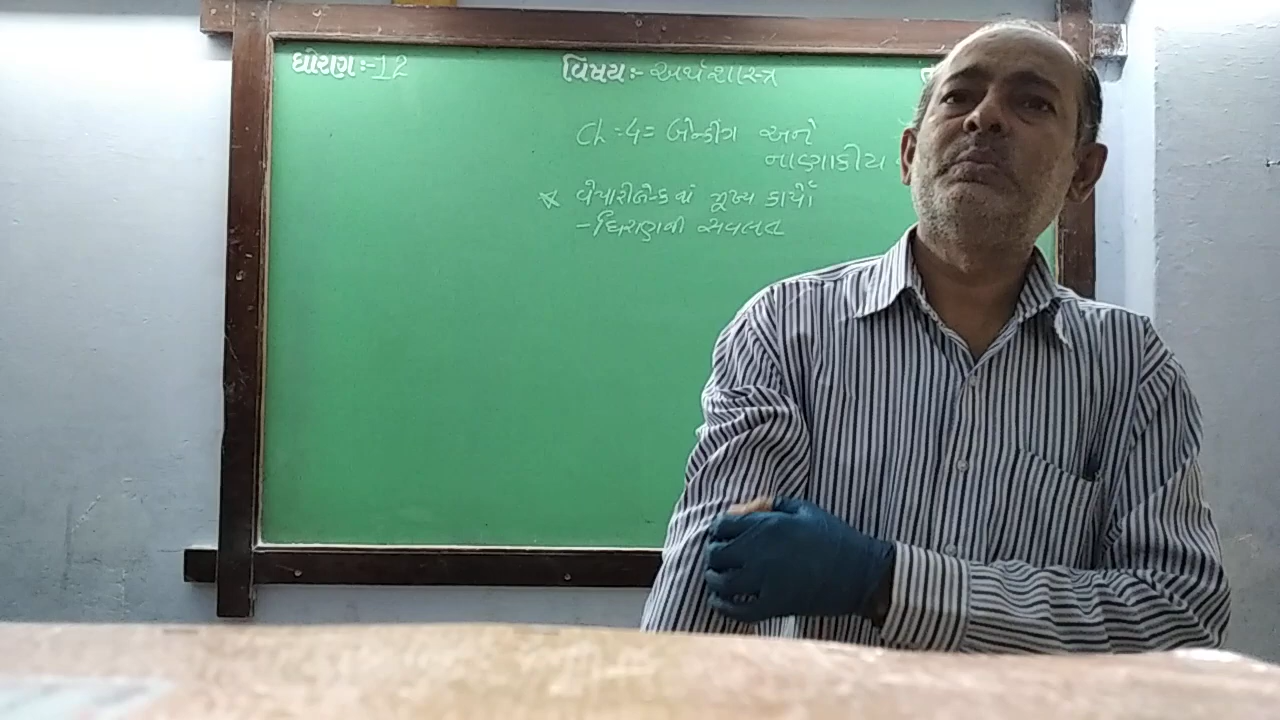 ધોરણ:-12
વિષય:- અર્થશાસ્ત્ર
Ch-4= બેન્કીંગ અને
નાણાકીય
* વેપારીબેન્કનાં મુખ્ય કાર્યો
-ધિરાણની સવલત